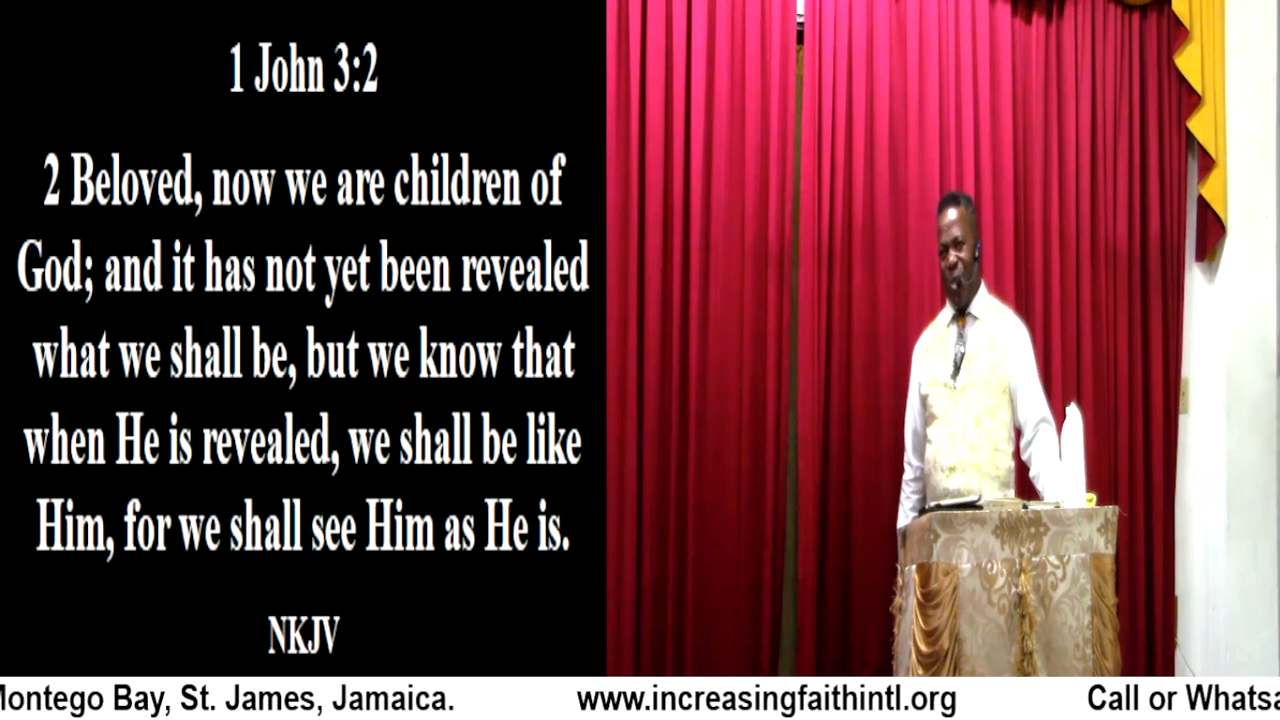 1 John 3:2
2 Beloved, now we are children of
God; and it has not yet been revealed
what we shall be, but we know that
when He is revealed, we shall be like
Him, for we shall see Him as He is.
NKJV
Montego Bay, St. James, Jamaica. www.increasingfaithintl.org Call or Whatsa